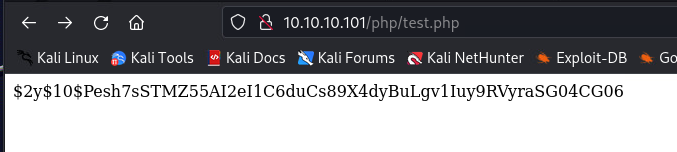 10.10.10.101/php/test.php
Kali Linux Kali Tools Kali Docs Kali Forums Kali NetHunter Exploit-DB Go
$2y$10$Pesh7sSTMZ55AI2eI1C6duCs89X4dyBuLgv1Iuy9RVyraSG04CG06